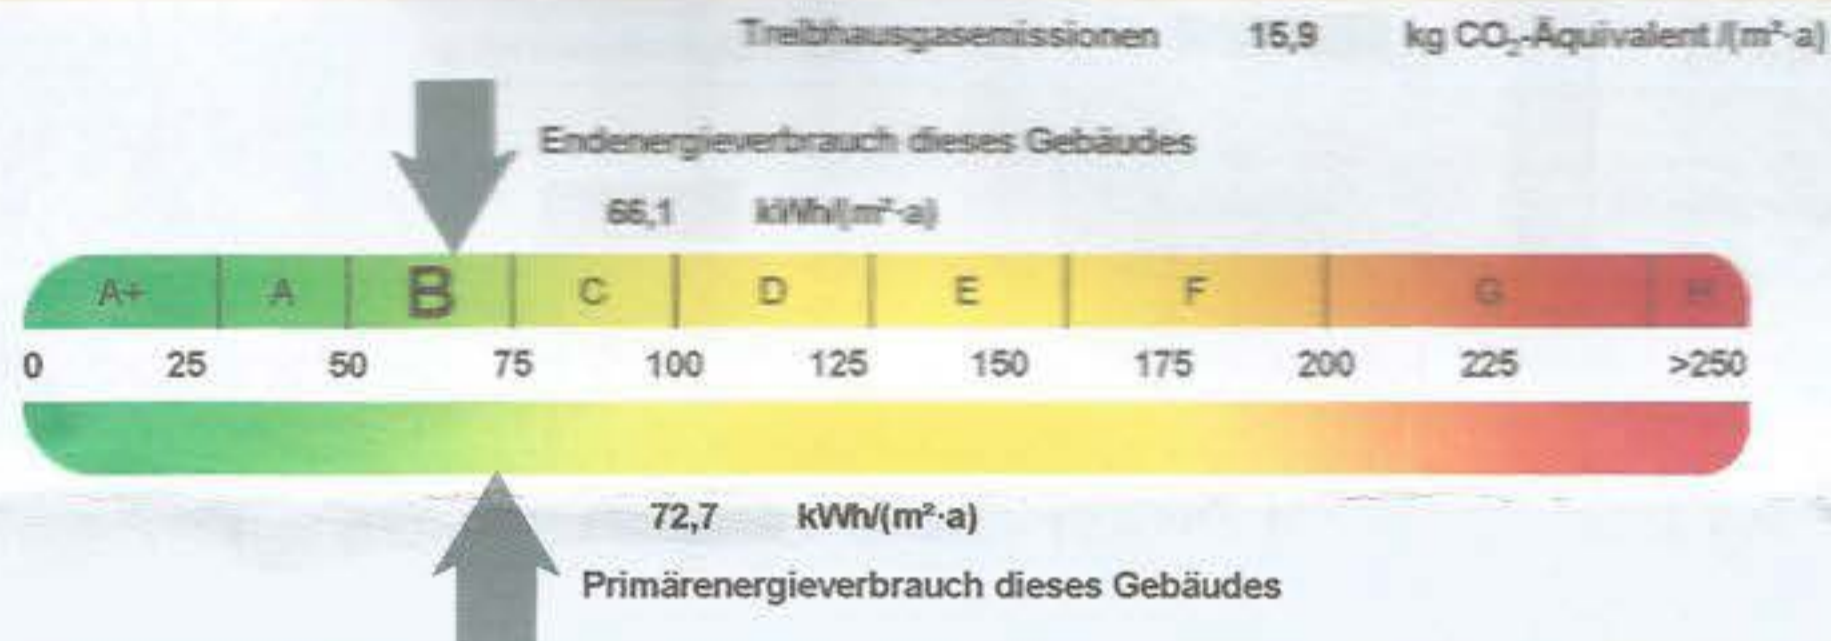 Treibhausgasemissionen 15,9 kg CO₂-Äquivalent /(m²·a)
Endenergieverbrauch dieses Gebäudes
66,1 kWh/(m²·a)
A+ A B C D E F G H
0 25 50 75 100 125 150 175 200 225 >250
72,7 kWh/(m²·a)
Primärenergieverbrauch dieses Gebäudes